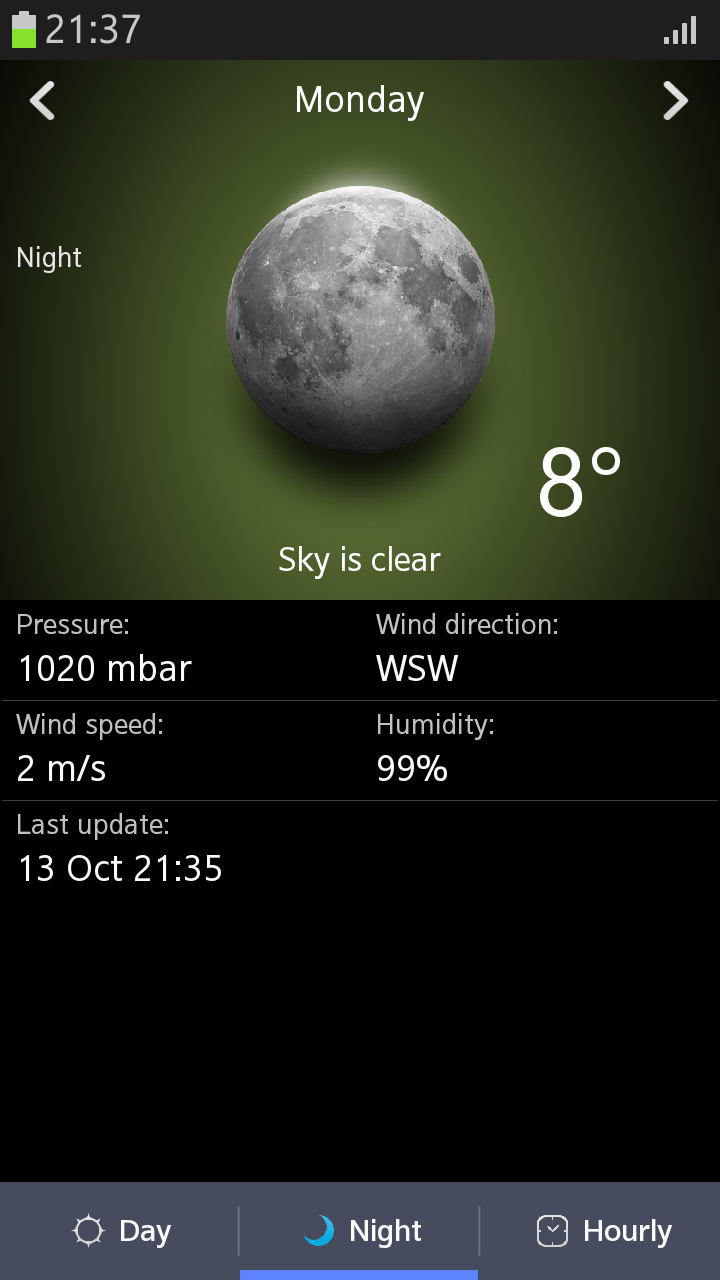 21:37
Monday
Night
8°
Sky is clear
Pressure: Wind direction:
1020 mbar WSW
Wind speed: Humidity:
2 m/s 99%
Last update:
13 Oct 21:35
Day Night Hourly